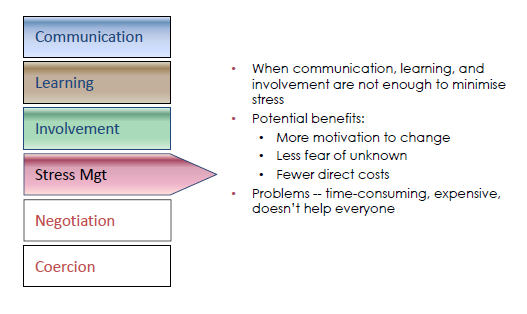 Communication
Learning
Involvement
Stress Mgt
Negotiation
Coercion
• When communication, learning, and
involvement are not enough to minimise
stress
• Potential benefits:
• More motivation to change
• Less fear of unknown
• Fewer direct costs
• Problems -- time-consuming, expensive,
doesn't help everyone